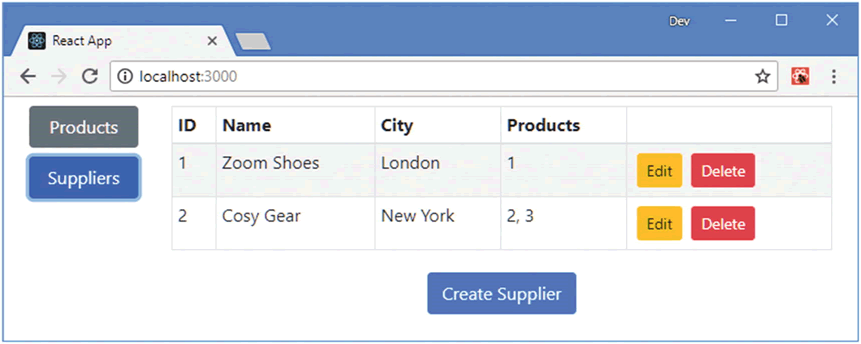 Dev
React App
localhost:3000
Products
Suppliers
ID Name City Products
1 Zoom Shoes London 1 Edit Delete
2 Cosy Gear New York 2, 3 Edit Delete
Create Supplier